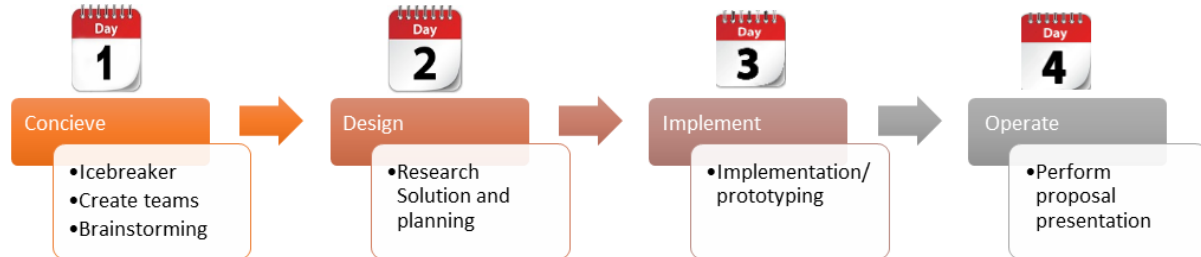 Day
1
Concieve
•Icebreaker
•Create teams
•Brainstorming
Day
2
Design
•Research
Solution and
planning
Day
3
Implement
•Implementation/
prototyping
Day
4
Operate
•Perform
proposal
presentation